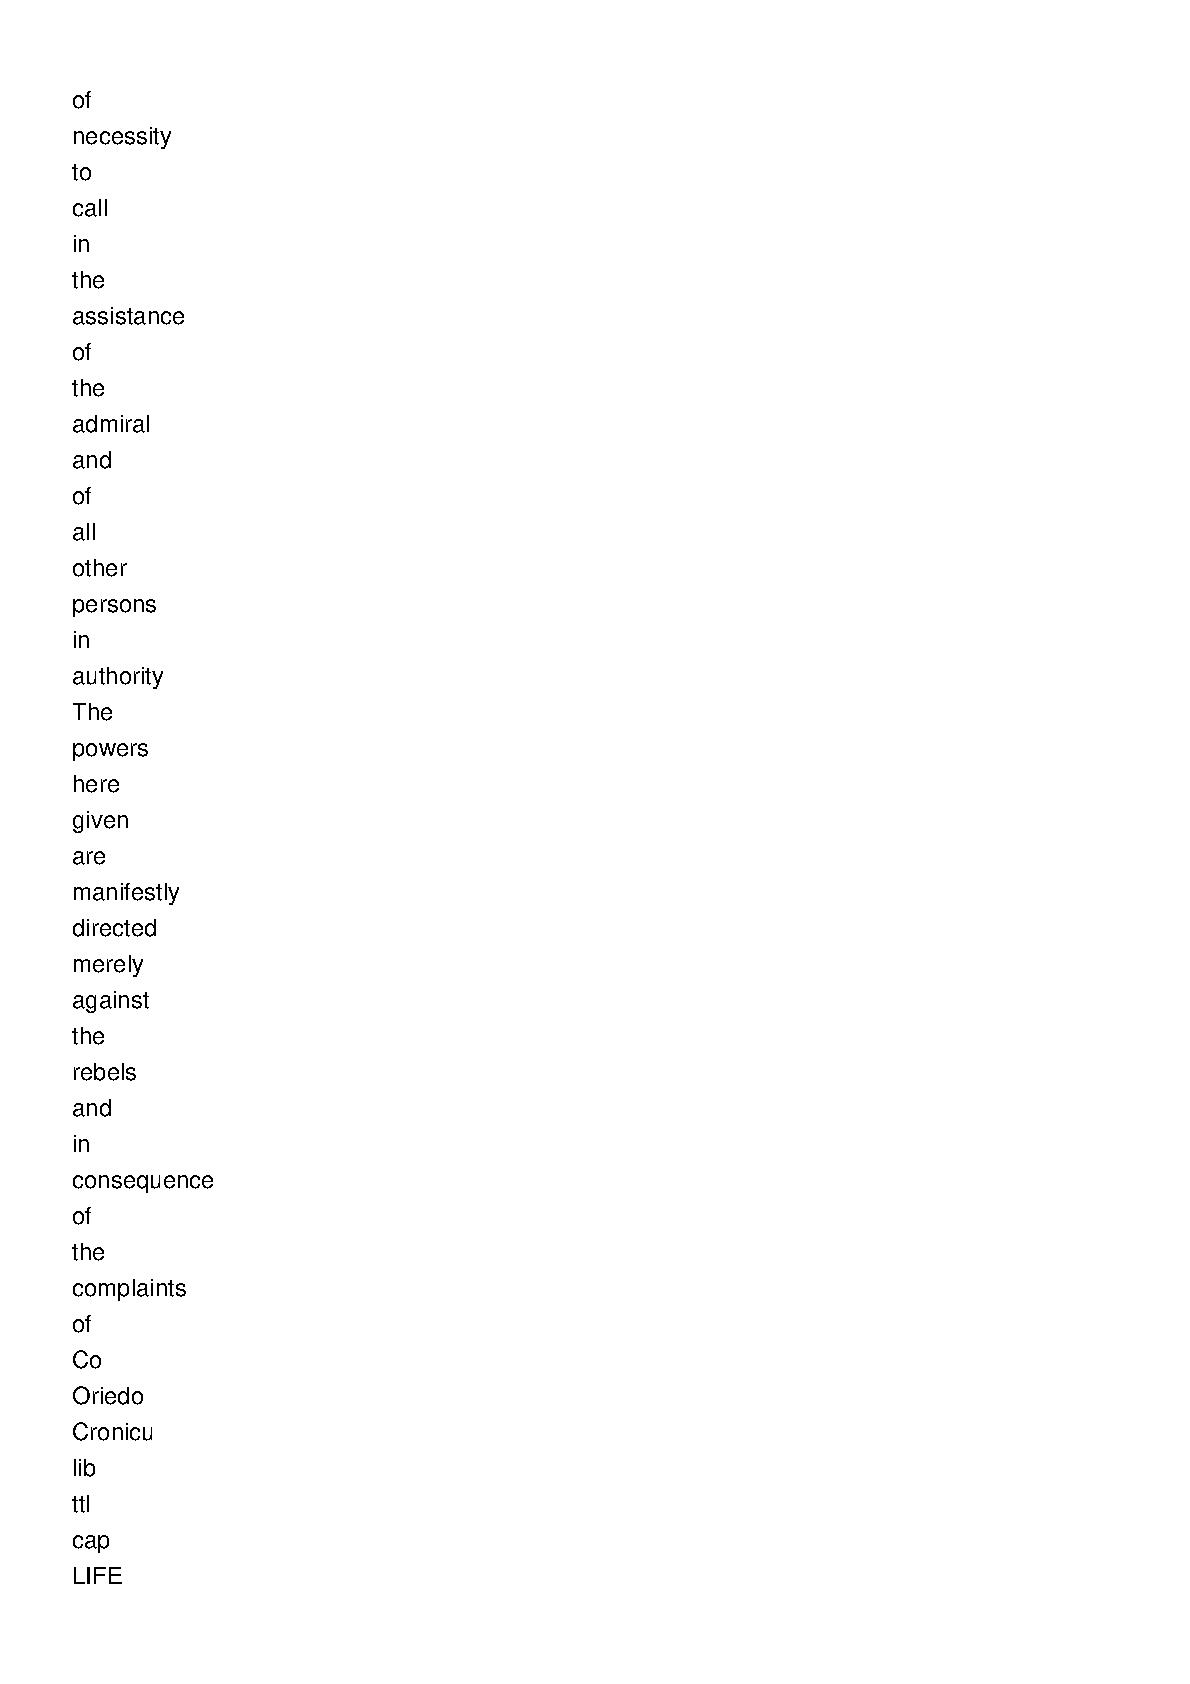 of
necessity
to
call
in
the
assistance
of
the
admiral
and
of
all
other
persons
in
authority
The
powers
here
given
are
manifestly
directed
merely
against
the
rebels
and
in
consequence
of
the
complaints
of
Co
Oriedo
Cronicu
lib
ttl
cap
LIFE